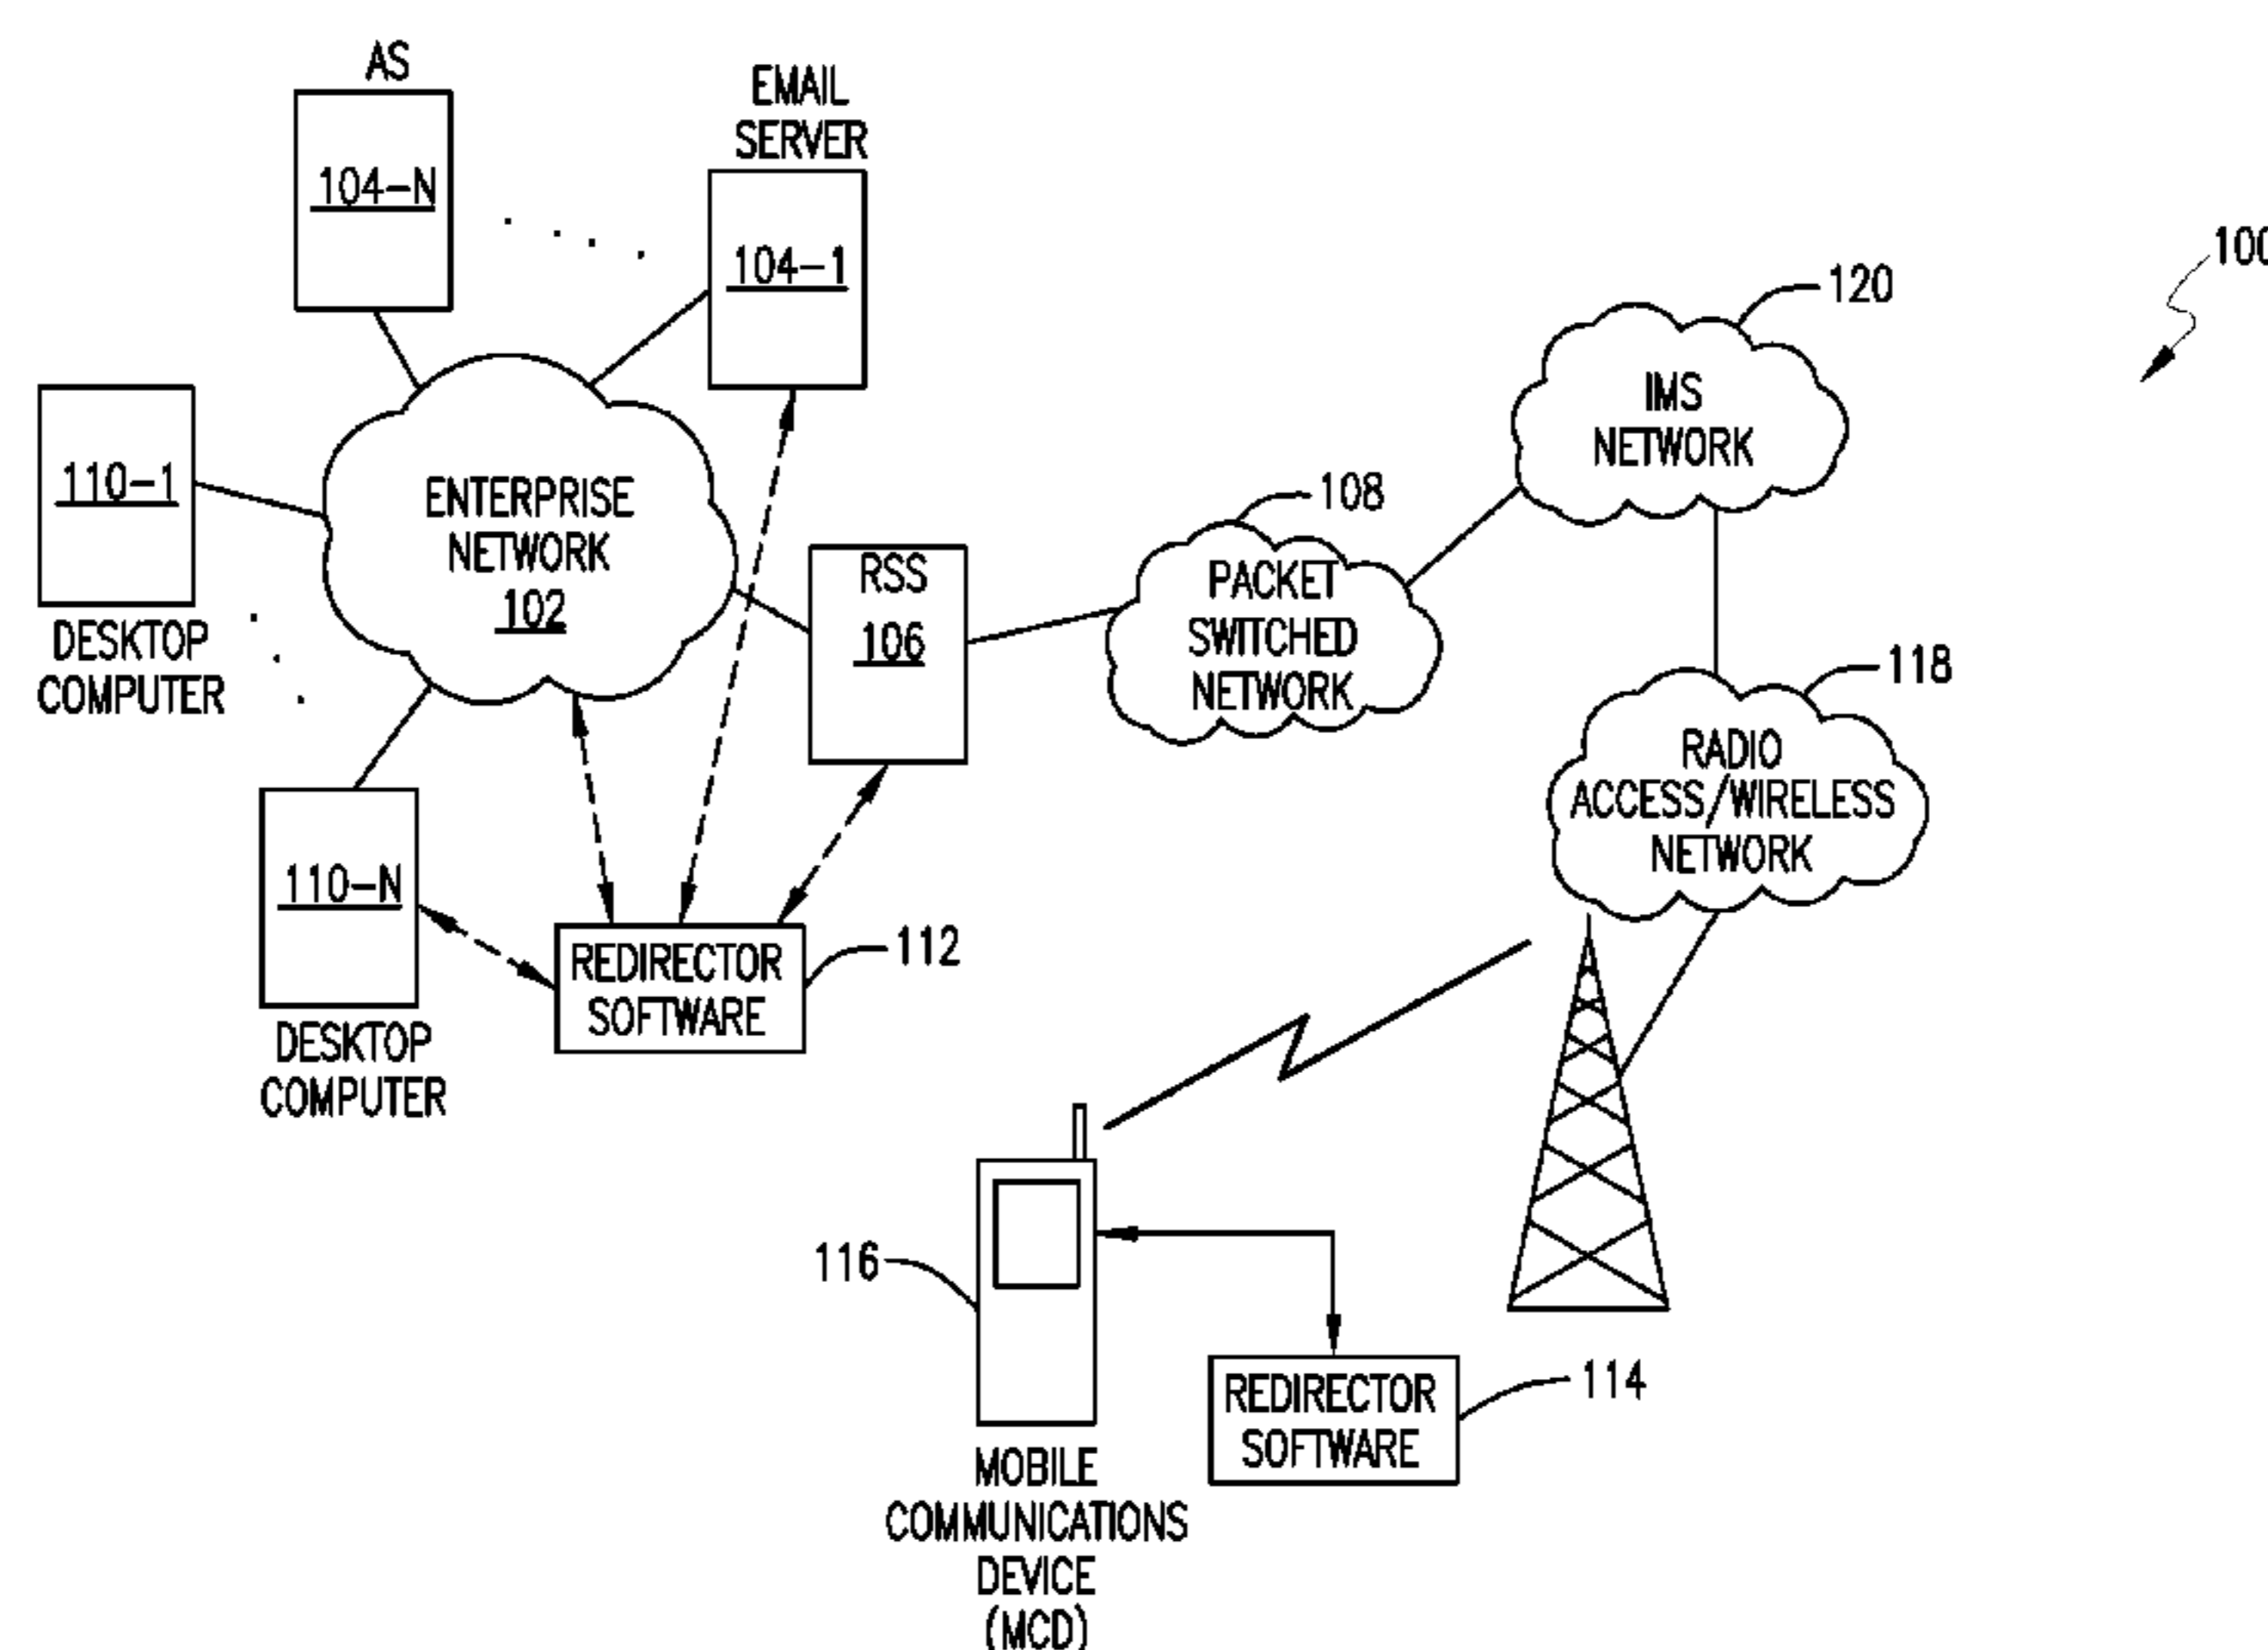 AS
104-N
EMAIL
SERVER
104-1
100
120
IMS
NETWORK
110-1
DESKTOP
COMPUTER
ENTERPRISE
NETWORK
102
RSS
106
108
PACKET
SWITCHED
NETWORK
118
RADIO
ACCESS/WIRELESS
NETWORK
110-N
DESKTOP
COMPUTER
REDIRECTOR
SOFTWARE
112
116
MOBILE
COMMUNICATIONS
DEVICE
(MCD)
REDIRECTOR
SOFTWARE
114